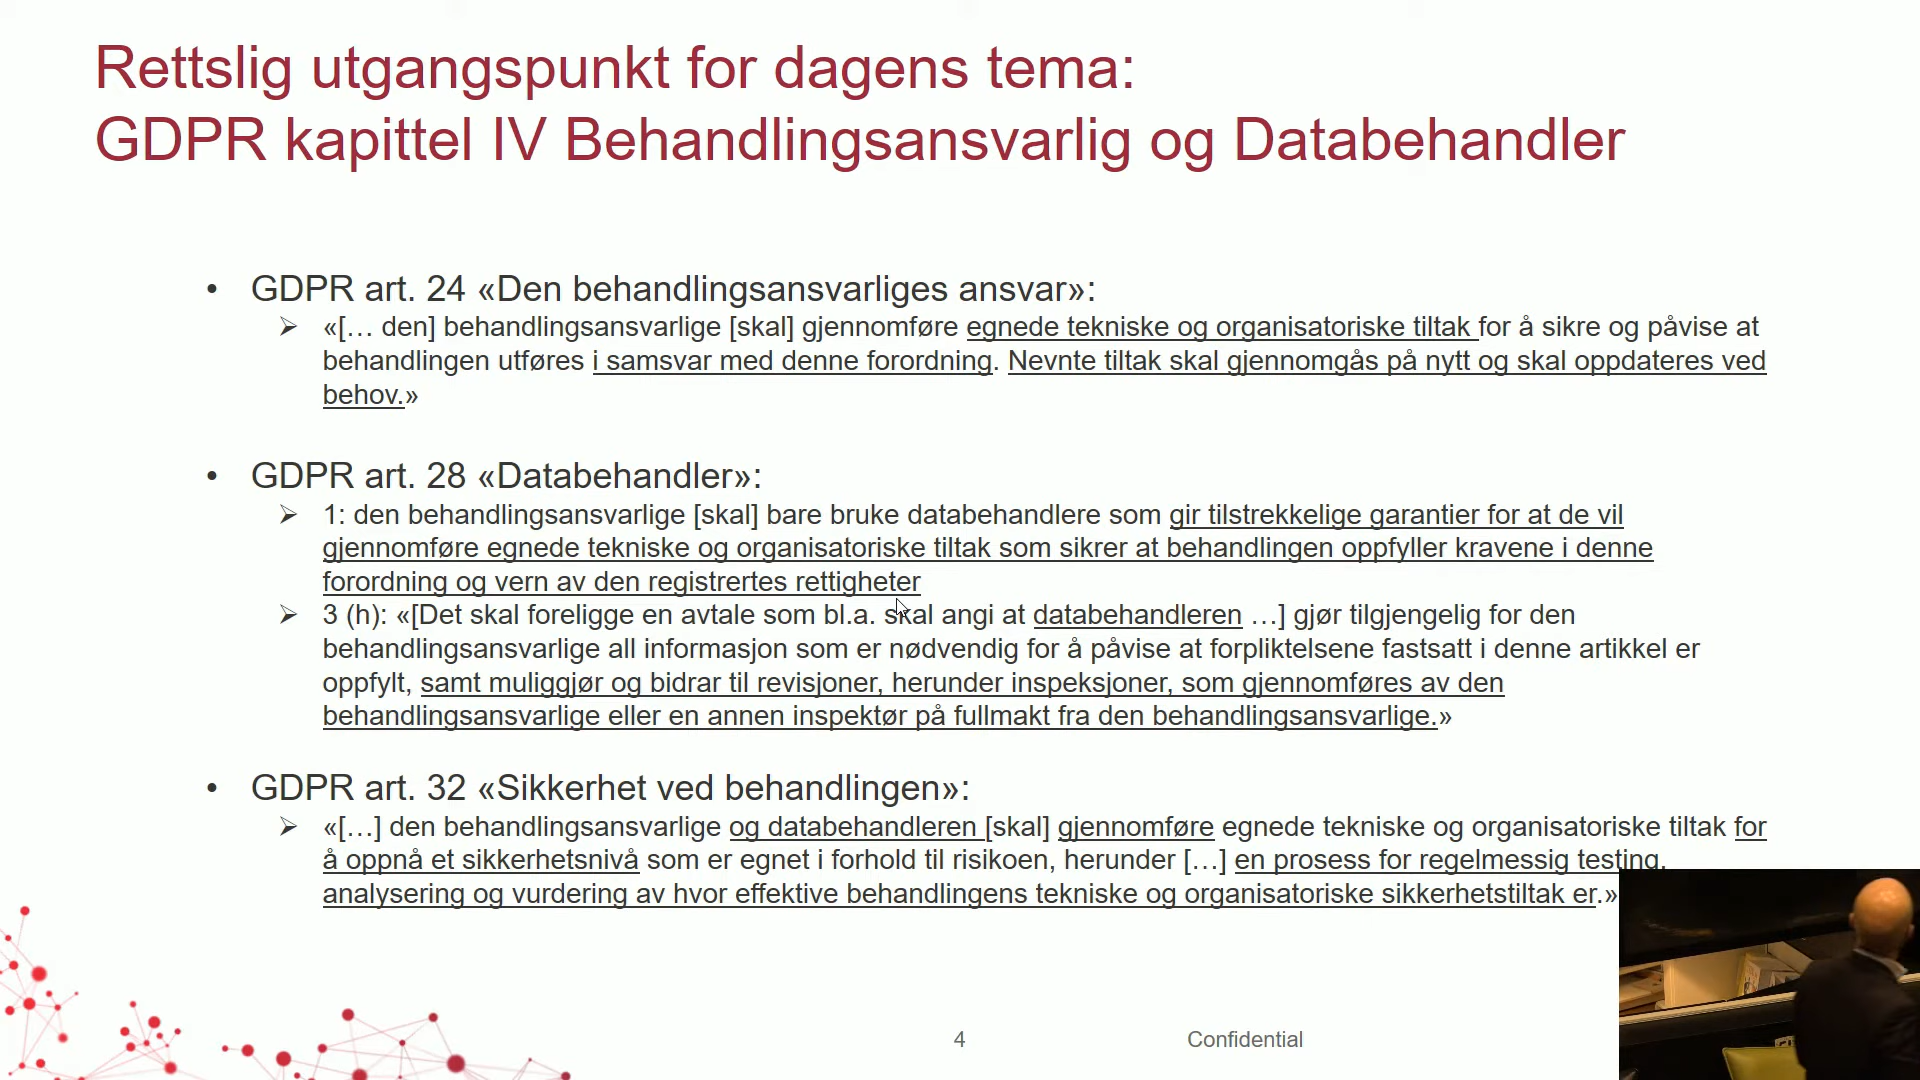 Rettslig utgangspunkt for dagens tema:
GDPR kapittel IV Behandlingsansvarlig og Databehandler
• GDPR art. 24 «Den behandlingsansvarliges ansvar»:
➢ «[… den] behandlingsansvarlige [skal] gjennomføre egnede tekniske og organisatoriske tiltak for å sikre og påvise at
behandlingen utføres i samsvar med denne forordning. Nevnte tiltak skal gjennomgås på nytt og skal oppdateres ved
behov.»
• GDPR art. 28 «Databehandler»:
➢ 1: den behandlingsansvarlige [skal] bare bruke databehandlere som gir tilstrekkelige garantier for at de vil
gjennomføre egnede tekniske og organisatoriske tiltak som sikrer at behandlingen oppfyller kravene i denne
forordning og vern av den registrertes rettigheter
➢ 3 (h): «[Det skal foreligge en avtale som bl.a. skal angi at databehandleren …] gjør tilgjengelig for den
behandlingsansvarlige all informasjon som er nødvendig for å påvise at forpliktelsene fastsatt i denne artikkel er
oppfylt, samt muliggjør og bidrar til revisjoner, herunder inspeksjoner, som gjennomføres av den
behandlingsansvarlige eller en annen inspektør på fullmakt fra den behandlingsansvarlige.»
• GDPR art. 32 «Sikkerhet ved behandlingen»:
➢ «[…] den behandlingsansvarlige og databehandleren [skal] gjennomføre egnede tekniske og organisatoriske tiltak for
å oppnå et sikkerhetsnivå som er egnet i forhold til risikoen, herunder […] en prosess for regelmessig testing,
analysering og vurdering av hvor effektive behandlingens tekniske og organisatoriske sikkerhetstiltak er.»
4
Confidential